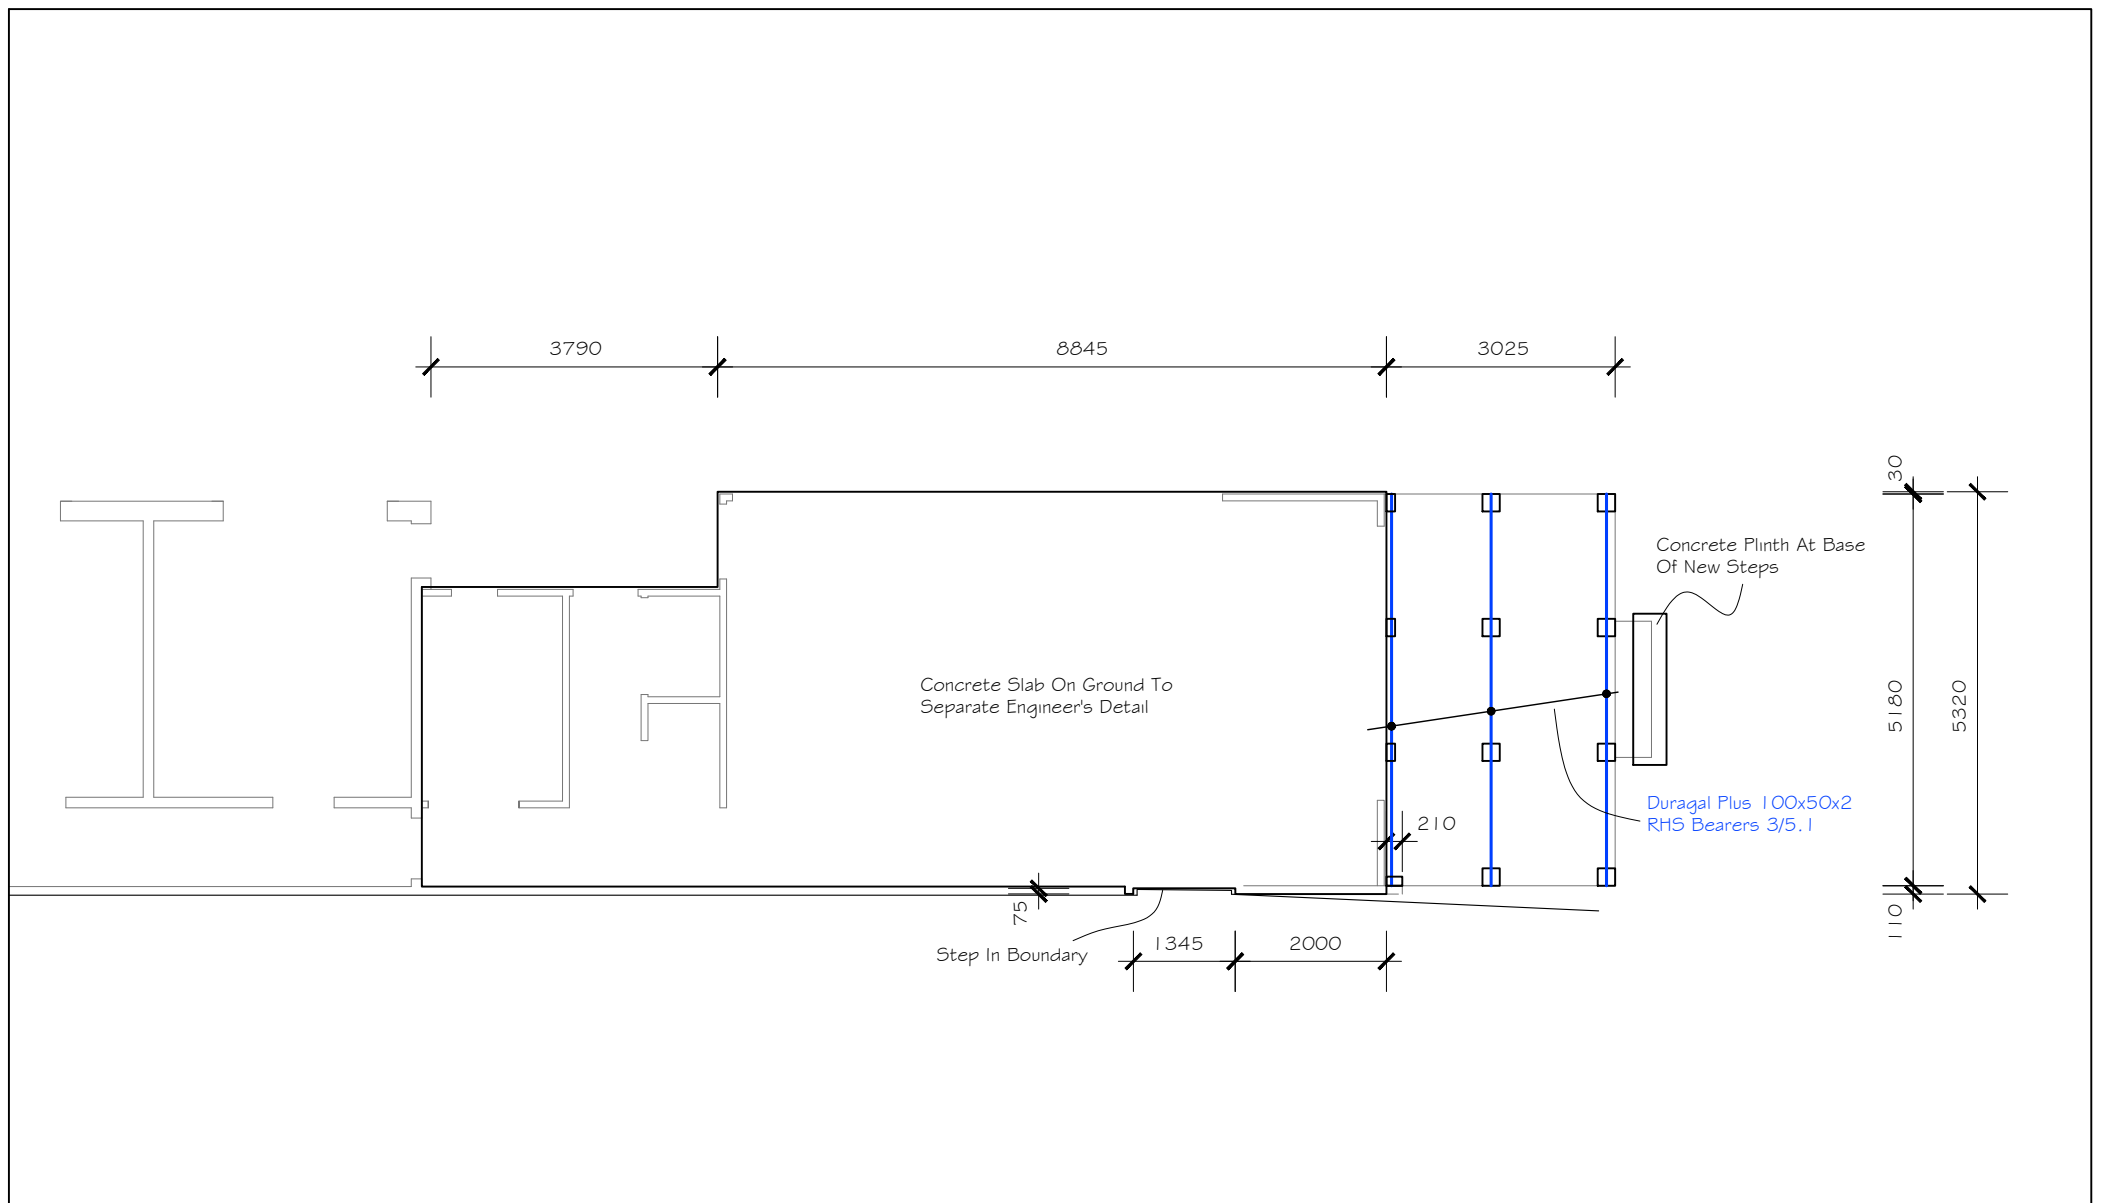 3790
8845
3025
30
Concrete Plinth At Base
Of New Steps
Concrete Slab On Ground To
Separate Engineer's Detail
5180
5320
Duragal Plus 100x50x2
RHS Bearers 3/5.1
210
75
110
Step In Boundary
1345
2000